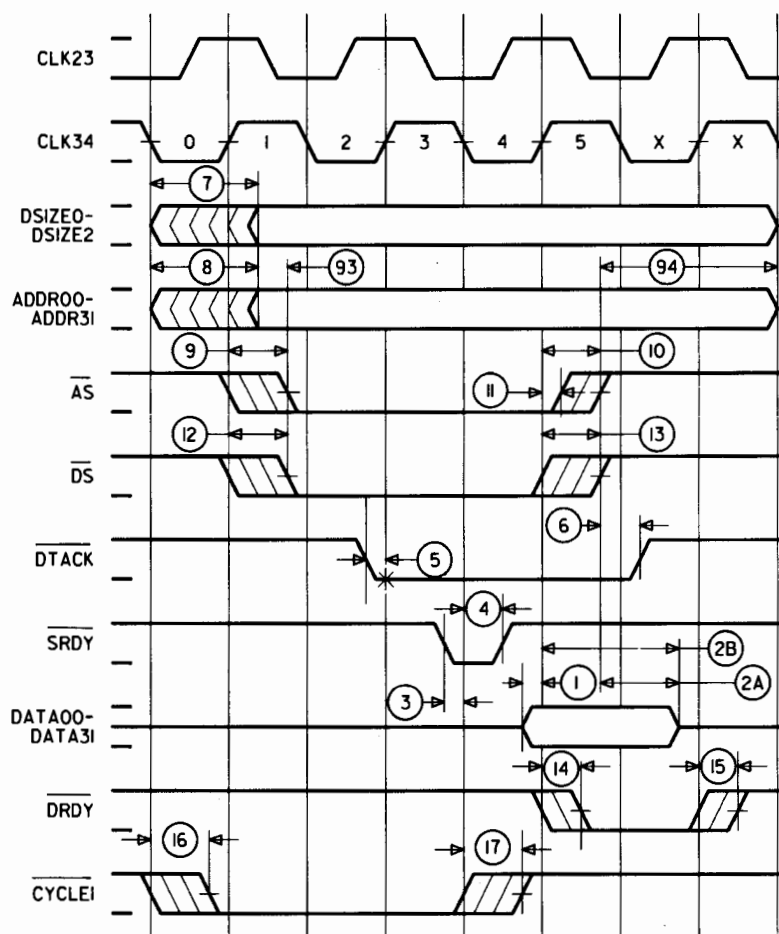 CLK23
CLK34 0 1 2 3 4 5 X X
7
DSIZE0-
DSIZE2
8 93 94
ADDR00-
ADDR31
9 10
AS 11
12 13
DS
6
DTACK 5
4
SRDY
2B
3 1 2A
DATA00-
DATA31
14 15
DRDY
16 17
CYCLEI